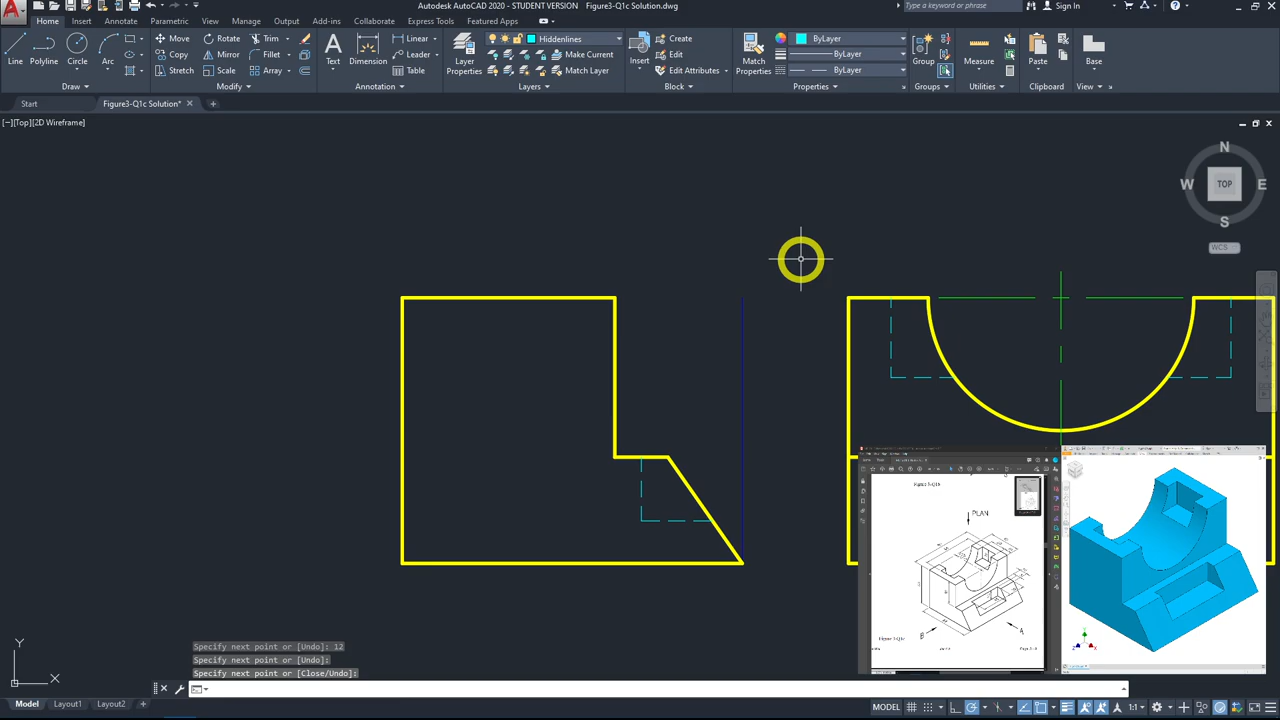 Autodesk AutoCAD 2020 - STUDENT VERSION Figure3-Q1c Solution.dwg
Type a keyword or phrase
Sign In
Home Insert Annotate Parametric View Manage Output Add-ins Collaborate Express Tools Featured Apps
Line Polyline Circle Arc
Move Rotate Trim
Copy Mirror Fillet
Stretch Scale Array
Text Dimension
Linear
Leader
Table
Layer Properties
Hiddenlines
Make Current
Match Layer
Insert
Create
Edit
Edit Attributes
Match Properties
ByLayer
ByLayer
ByLayer
Group Measure Paste Base
Draw Modify Annotation Layers Block Properties Groups Utilities Clipboard View
Start Figure3-Q1c Solution*
[−][Top][2D Wireframe]
N
W TOP E
S
WCS
PLAN
B A
Y
X
Specify next point or [Undo]: 12
Specify next point or [Undo]:
Specify next point or [Close/Undo]:
Model Layout1 Layout2
MODEL 1:1